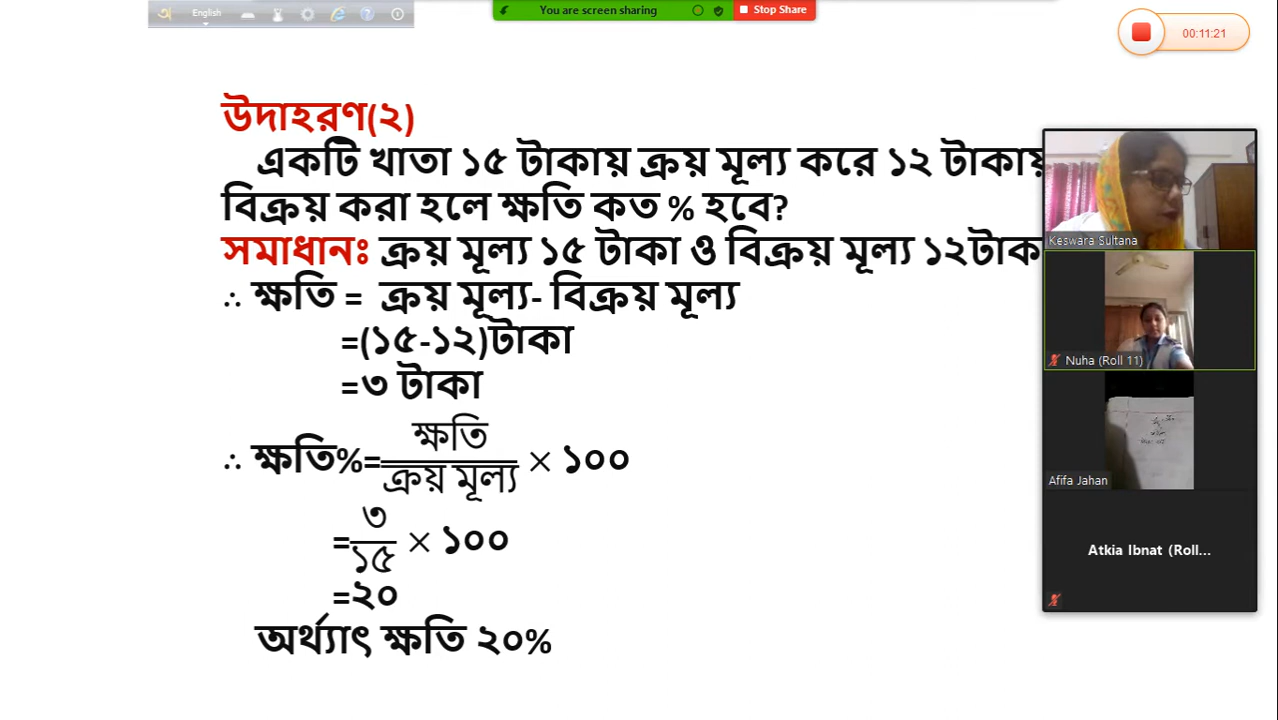 English
You are screen sharing
Stop Share
00:11:21
উদাহরণ(২)
একটি খাতা ১৫ টাকায় ক্রয় মূল্য করে ১২ টাকায়
বিক্রয় করা হলে ক্ষতি কত % হবে?
সমাধানঃ ক্রয় মূল্য ১৫ টাকা ও বিক্রয় মূল্য ১২টাক
∴ ক্ষতি = ক্রয় মূল্য- বিক্রয় মূল্য
=(১৫-১২)টাকা
=৩ টাকা
∴ ক্ষতি%=ক্ষতি/ক্রয় মূল্য × ১০০
=৩/১৫ × ১০০
=২০
অর্থ্যাৎ ক্ষতি ২০%
Keswara Sultana
Nuha (Roll 11)
Afifa Jahan
Atkia Ibnat (Roll...